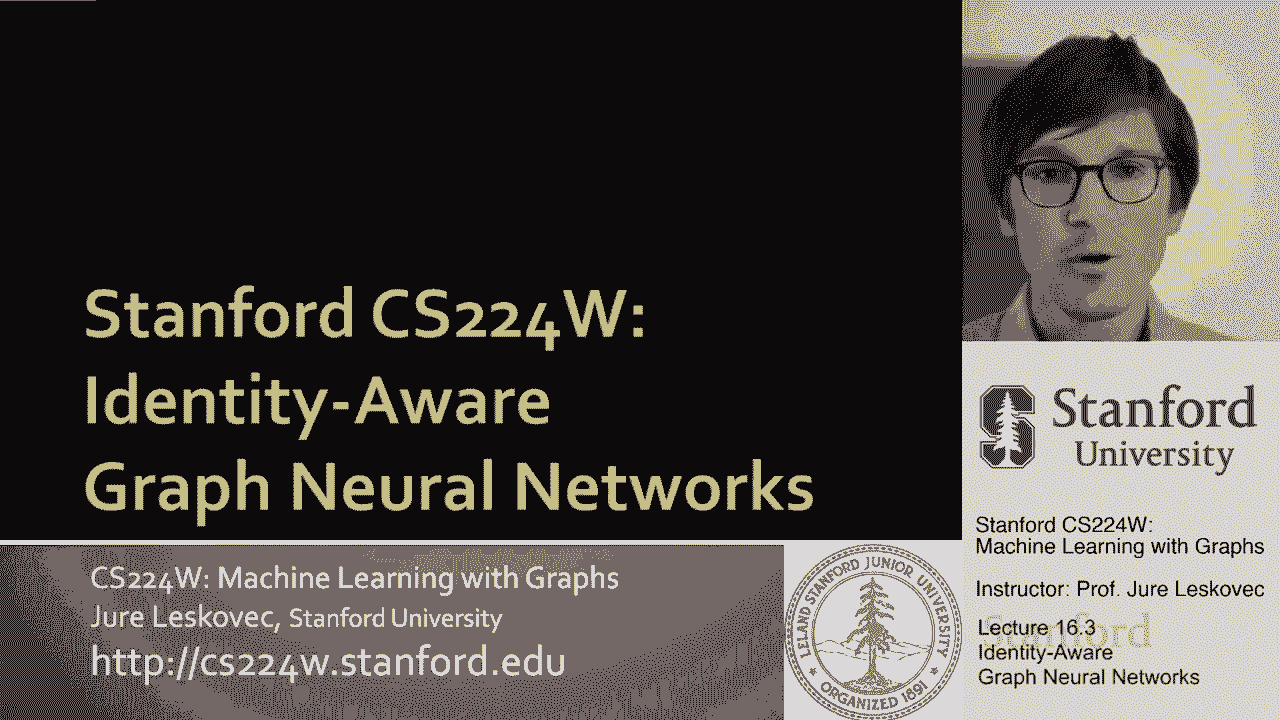 Stanford CS224W:
Identity-Aware
Graph Neural Networks
CS224W: Machine Learning with Graphs
Jure Leskovec, Stanford University
http://cs224w.stanford.edu
LELAND STANFORD JUNIOR UNIVERSITY
ORGANIZED 1891
Stanford
University
Stanford CS224W:
Machine Learning with Graphs
Instructor: Prof. Jure Leskovec
Stanford
Lecture 16.3
Identity-Aware
Graph Neural Networks